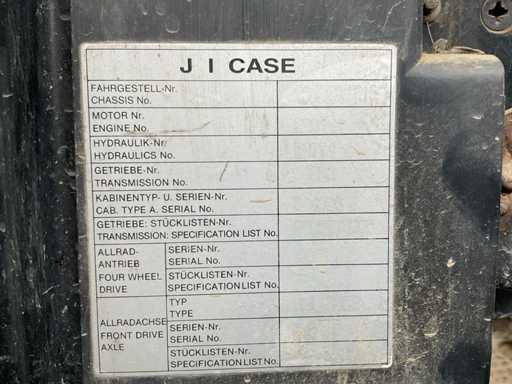 J I CASE
FAHRGESTELL-Nr.
CHASSIS No.
MOTOR Nr.
ENGINE No.
HYDRAULIK-Nr.
HYDRAULICS No.
GETRIEBE-Nr.
TRANSMISSION No.
KABINENTYP- U. SERIEN-Nr.
CAB. TYPE A. SERIAL No.
GETRIEBE: STÜCKLISTEN-Nr.
TRANSMISSION: SPECIFICATION LIST No.
ALLRAD-
ANTRIEB
FOUR WHEEL
DRIVE
SERIEN-Nr.
SERIAL No.
STÜCKLISTEN-Nr.
SPECIFICATION LIST No.
ALLRADACHSE
FRONT DRIVE
AXLE
TYP
TYPE
SERIEN-Nr.
SERIAL No.
STÜCKLISTEN-Nr.
SPECIFICATION LIST No.